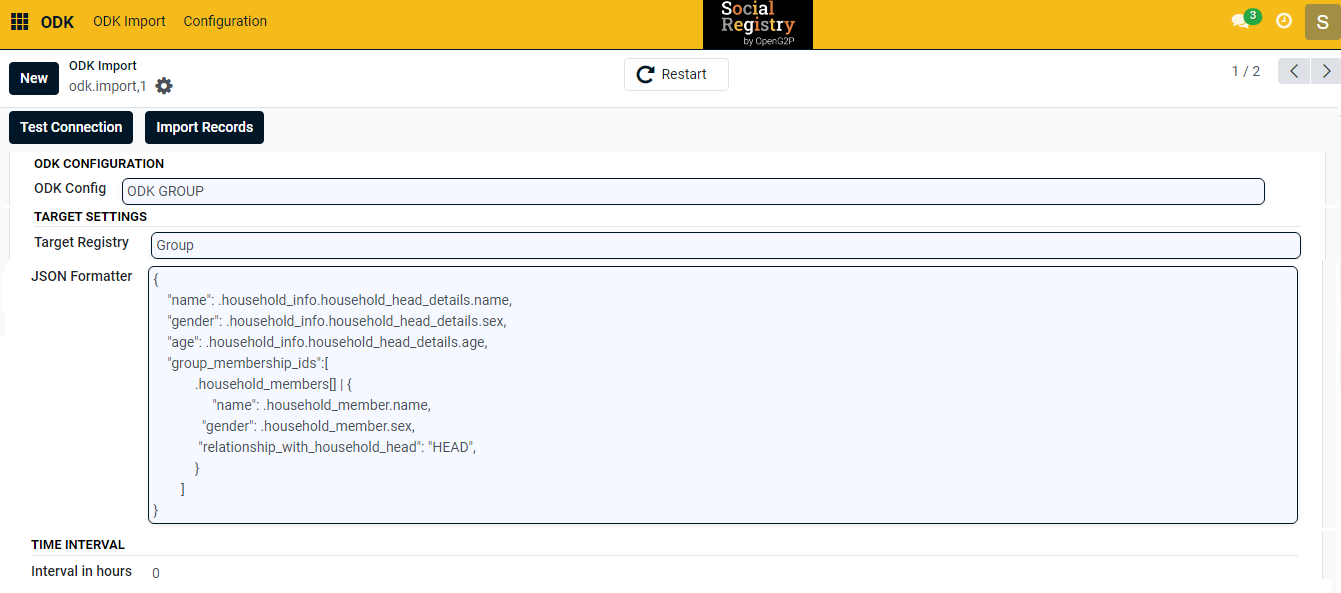 ODK ODK Import Configuration
Social
Registry
by OpenG2P
3
S
New
ODK Import
odk.import,1
Restart
1 / 2
Test Connection Import Records
ODK CONFIGURATION
ODK Config ODK GROUP
TARGET SETTINGS
Target Registry Group
JSON Formatter
{
"name": .household_info.household_head_details.name,
"gender": .household_info.household_head_details.sex,
"age": .household_info.household_head_details.age,
"group_membership_ids":[
.household_members[] | {
"name": .household_member.name,
"gender": .household_member.sex,
"relationship_with_household_head": "HEAD",
}
]
}
TIME INTERVAL
Interval in hours 0